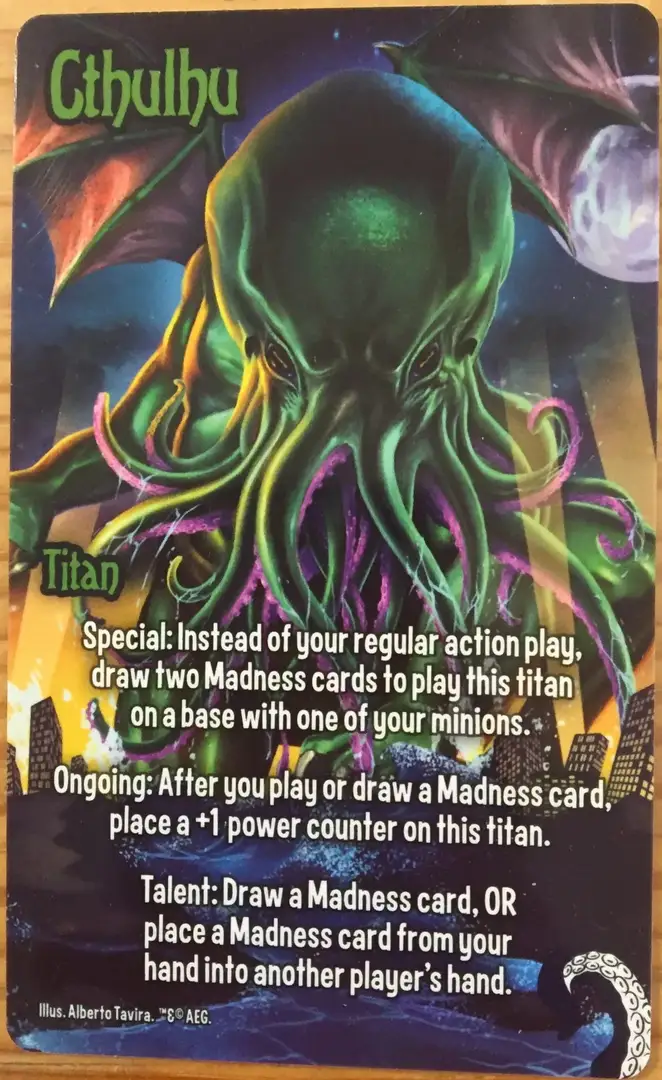 Cthulhu
Titan
Special: Instead of your regular action play,
draw two Madness cards to play this titan
on a base with one of your minions.
Ongoing: After you play or draw a Madness card,
place a +1 power counter on this titan.
Talent: Draw a Madness card, OR
place a Madness card from your
hand into another player's hand.
Illus. Alberto Tavira. ™&© AEG.